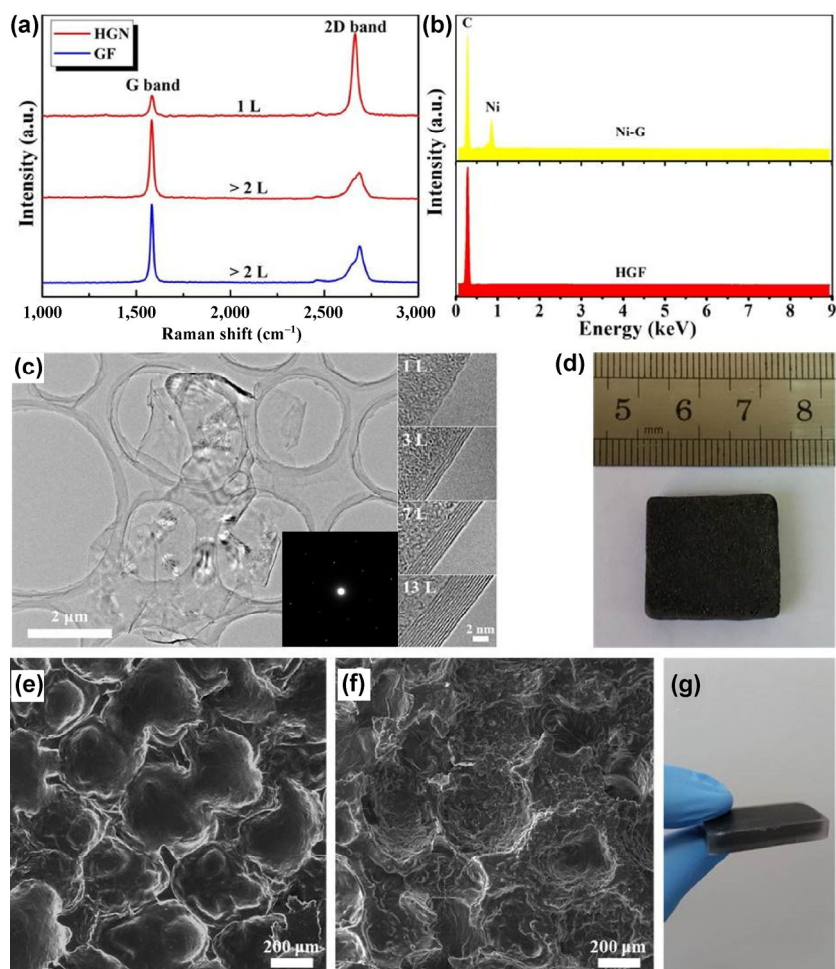 (a)
HGN
GF
2D band
G band
1 L
> 2 L
> 2 L
1,000 1,500 2,000 2,500 3,000
Raman shift (cm⁻¹)
Intensity (a.u.)
(b)
C
Ni
Ni-G
HGF
0 1 2 3 4 5 6 7 8 9
Energy (keV)
Intensity (a.u.)
(c)
1 L
3 L
7 L
13 L
2 µm
2 nm
(d)
5 6 7 8
mm
(e)
200 µm
(f)
200 µm
(g)